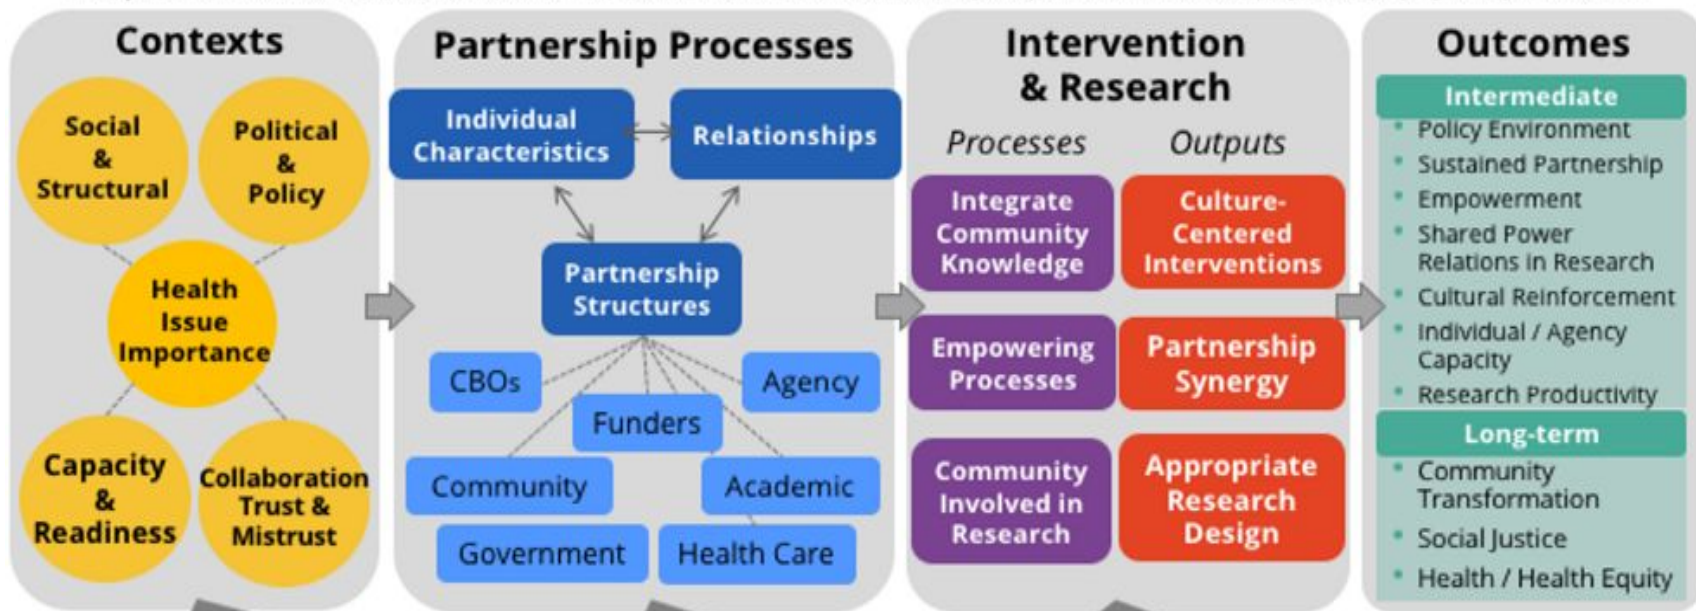 Contexts
Social
&
Structural
Political
&
Policy
Health
Issue
Importance
Capacity
&
Readiness
Collaboration
Trust &
Mistrust
Partnership Processes
Individual
Characteristics
Relationships
Partnership
Structures
CBOs
Agency
Funders
Community
Academic
Government
Health Care
Intervention
& Research
Processes
Outputs
Integrate
Community
Knowledge
Culture-
Centered
Interventions
Empowering
Processes
Partnership
Synergy
Community
Involved in
Research
Appropriate
Research
Design
Outcomes
Intermediate
• Policy Environment
• Sustained Partnership
• Empowerment
• Shared Power
Relations in Research
• Cultural Reinforcement
• Individual / Agency
Capacity
• Research Productivity
Long-term
• Community
Transformation
• Social Justice
• Health / Health Equity